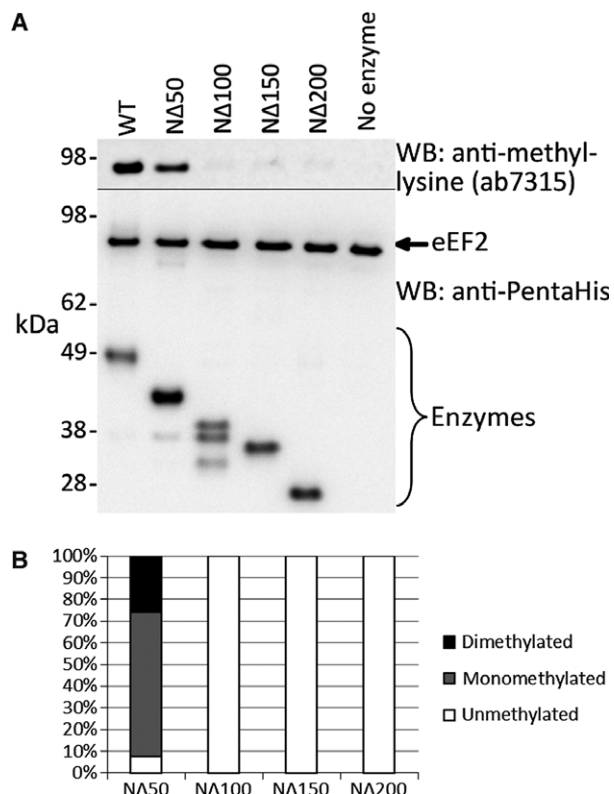 A
WT
NΔ50
NΔ100
NΔ150
NΔ200
No enzyme
98-
WB: anti-methyl-
lysine (ab7315)
98-
eEF2
WB: anti-PentaHis
62-
kDa
49-
Enzymes
38-
28-
B
100%
90%
80%
70%
60%
50%
40%
30%
20%
10%
0%
Dimethylated
Monomethylated
Unmethylated
NΔ50
NΔ100
NΔ150
NΔ200